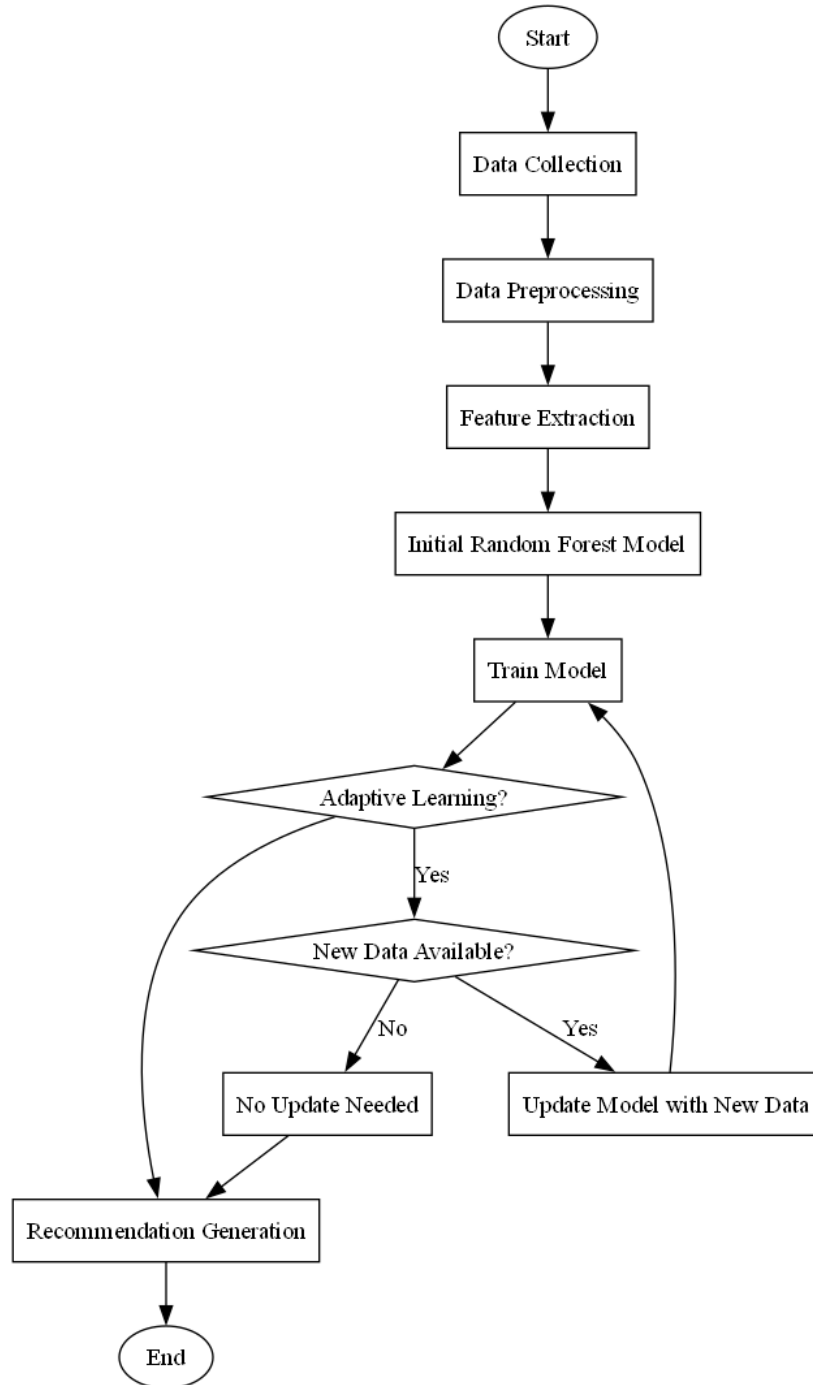 Start
Data Collection
Data Preprocessing
Feature Extraction
Initial Random Forest Model
Train Model
Adaptive Learning?
Yes
New Data Available?
No
Yes
No Update Needed
Update Model with New Data
Recommendation Generation
End